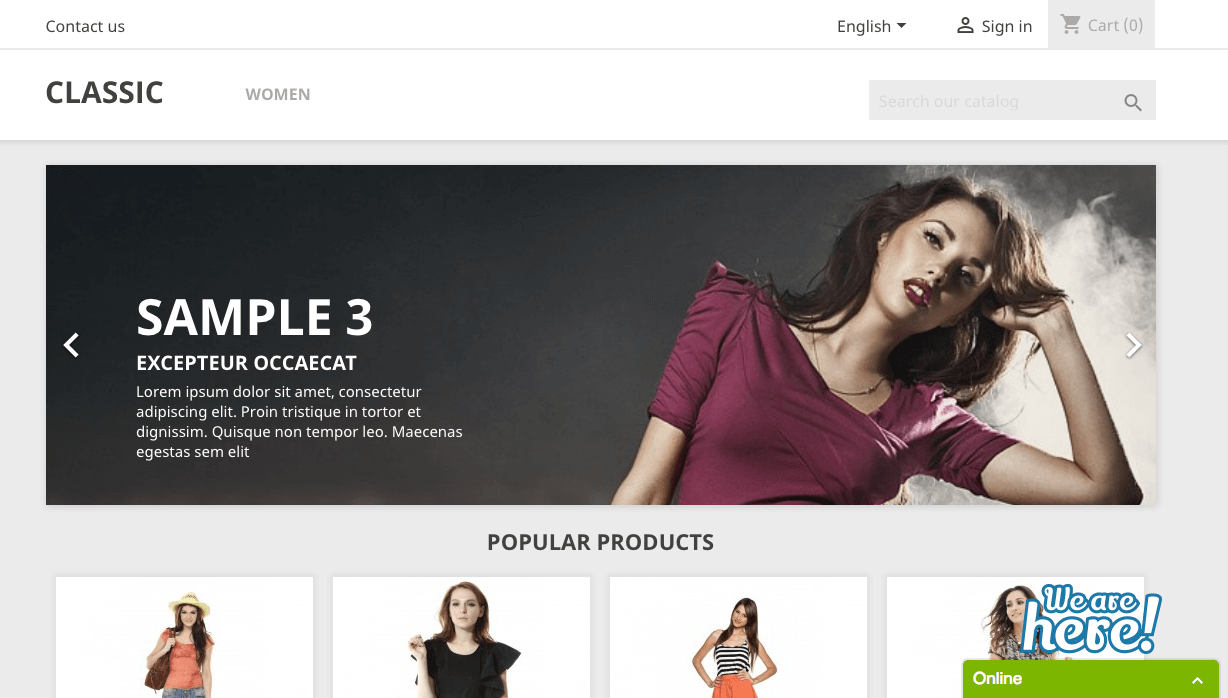 Contact us
English
Sign in
Cart (0)
CLASSIC
WOMEN
Search our catalog
SAMPLE 3
EXCEPTEUR OCCAECAT
Lorem ipsum dolor sit amet, consectetur
adipiscing elit. Proin tristique in tortor et
dignissim. Quisque non tempor leo. Maecenas
egestas sem elit
POPULAR PRODUCTS
We are
here!
Online